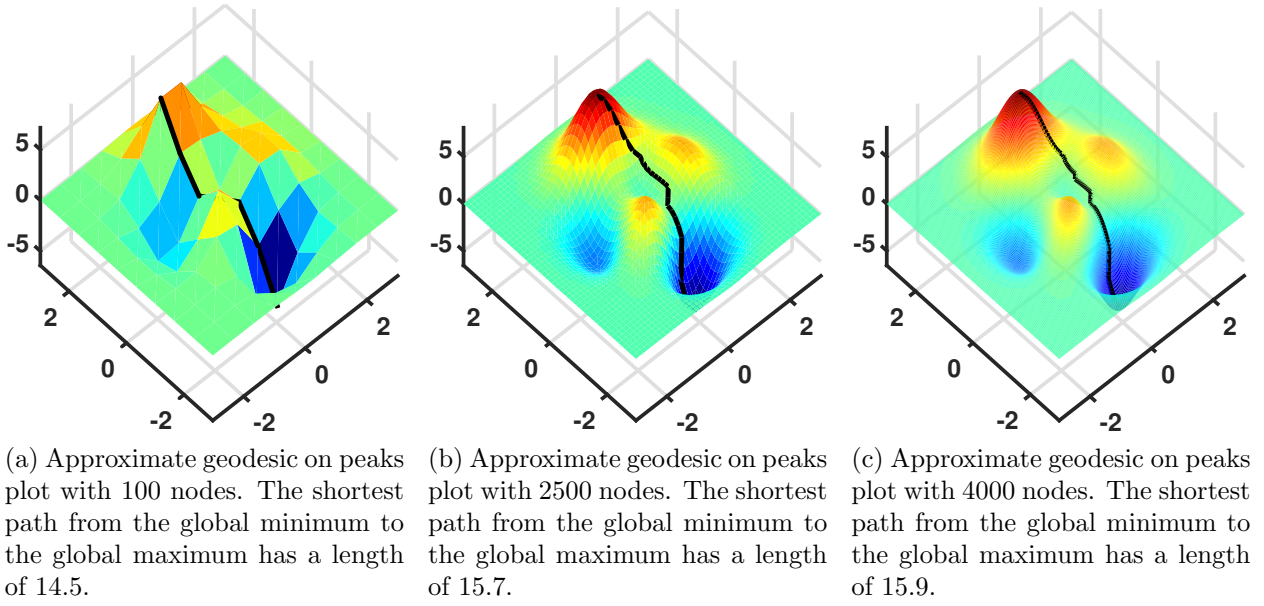 5
0
-5
2
0
-2
-2
0
2
5
0
-5
2
0
-2
-2
0
2
5
0
-5
2
0
-2
-2
0
2
(a) Approximate geodesic on peaks
plot with 100 nodes. The shortest
path from the global minimum to
the global maximum has a length
of 14.5.
(b) Approximate geodesic on peaks
plot with 2500 nodes. The shortest
path from the global minimum to
the global maximum has a length
of 15.7.
(c) Approximate geodesic on peaks
plot with 4000 nodes. The shortest
path from the global minimum to
the global maximum has a length
of 15.9.